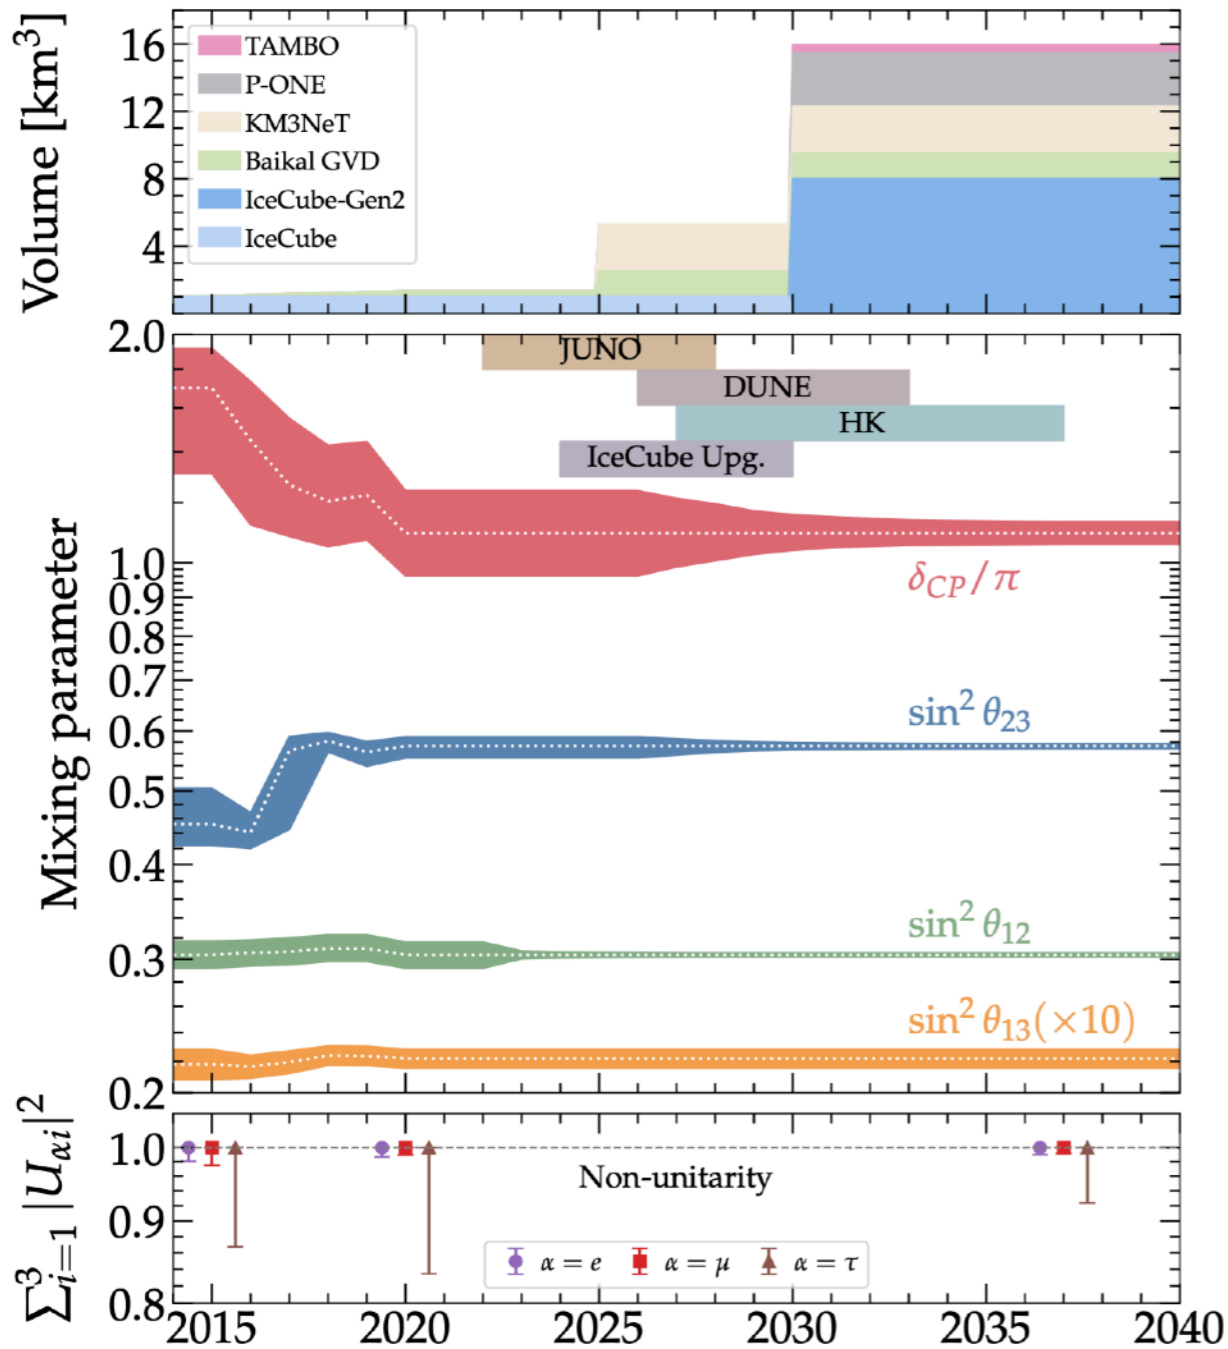 Volume [km³]
16
12
8
4
TAMBO
P-ONE
KM3NeT
Baikal GVD
IceCube-Gen2
IceCube
Mixing parameter
2.0
1.0
0.9
0.8
0.7
0.6
0.5
0.4
0.3
0.2
JUNO
DUNE
HK
IceCube Upg.
δ_CP/π
sin² θ₂₃
sin² θ₁₂
sin² θ₁₃(×10)
Σ³ᵢ₌₁ |U_αi|²
1.0
0.9
0.8
Non-unitarity
α = e α = μ α = τ
2015 2020 2025 2030 2035 2040